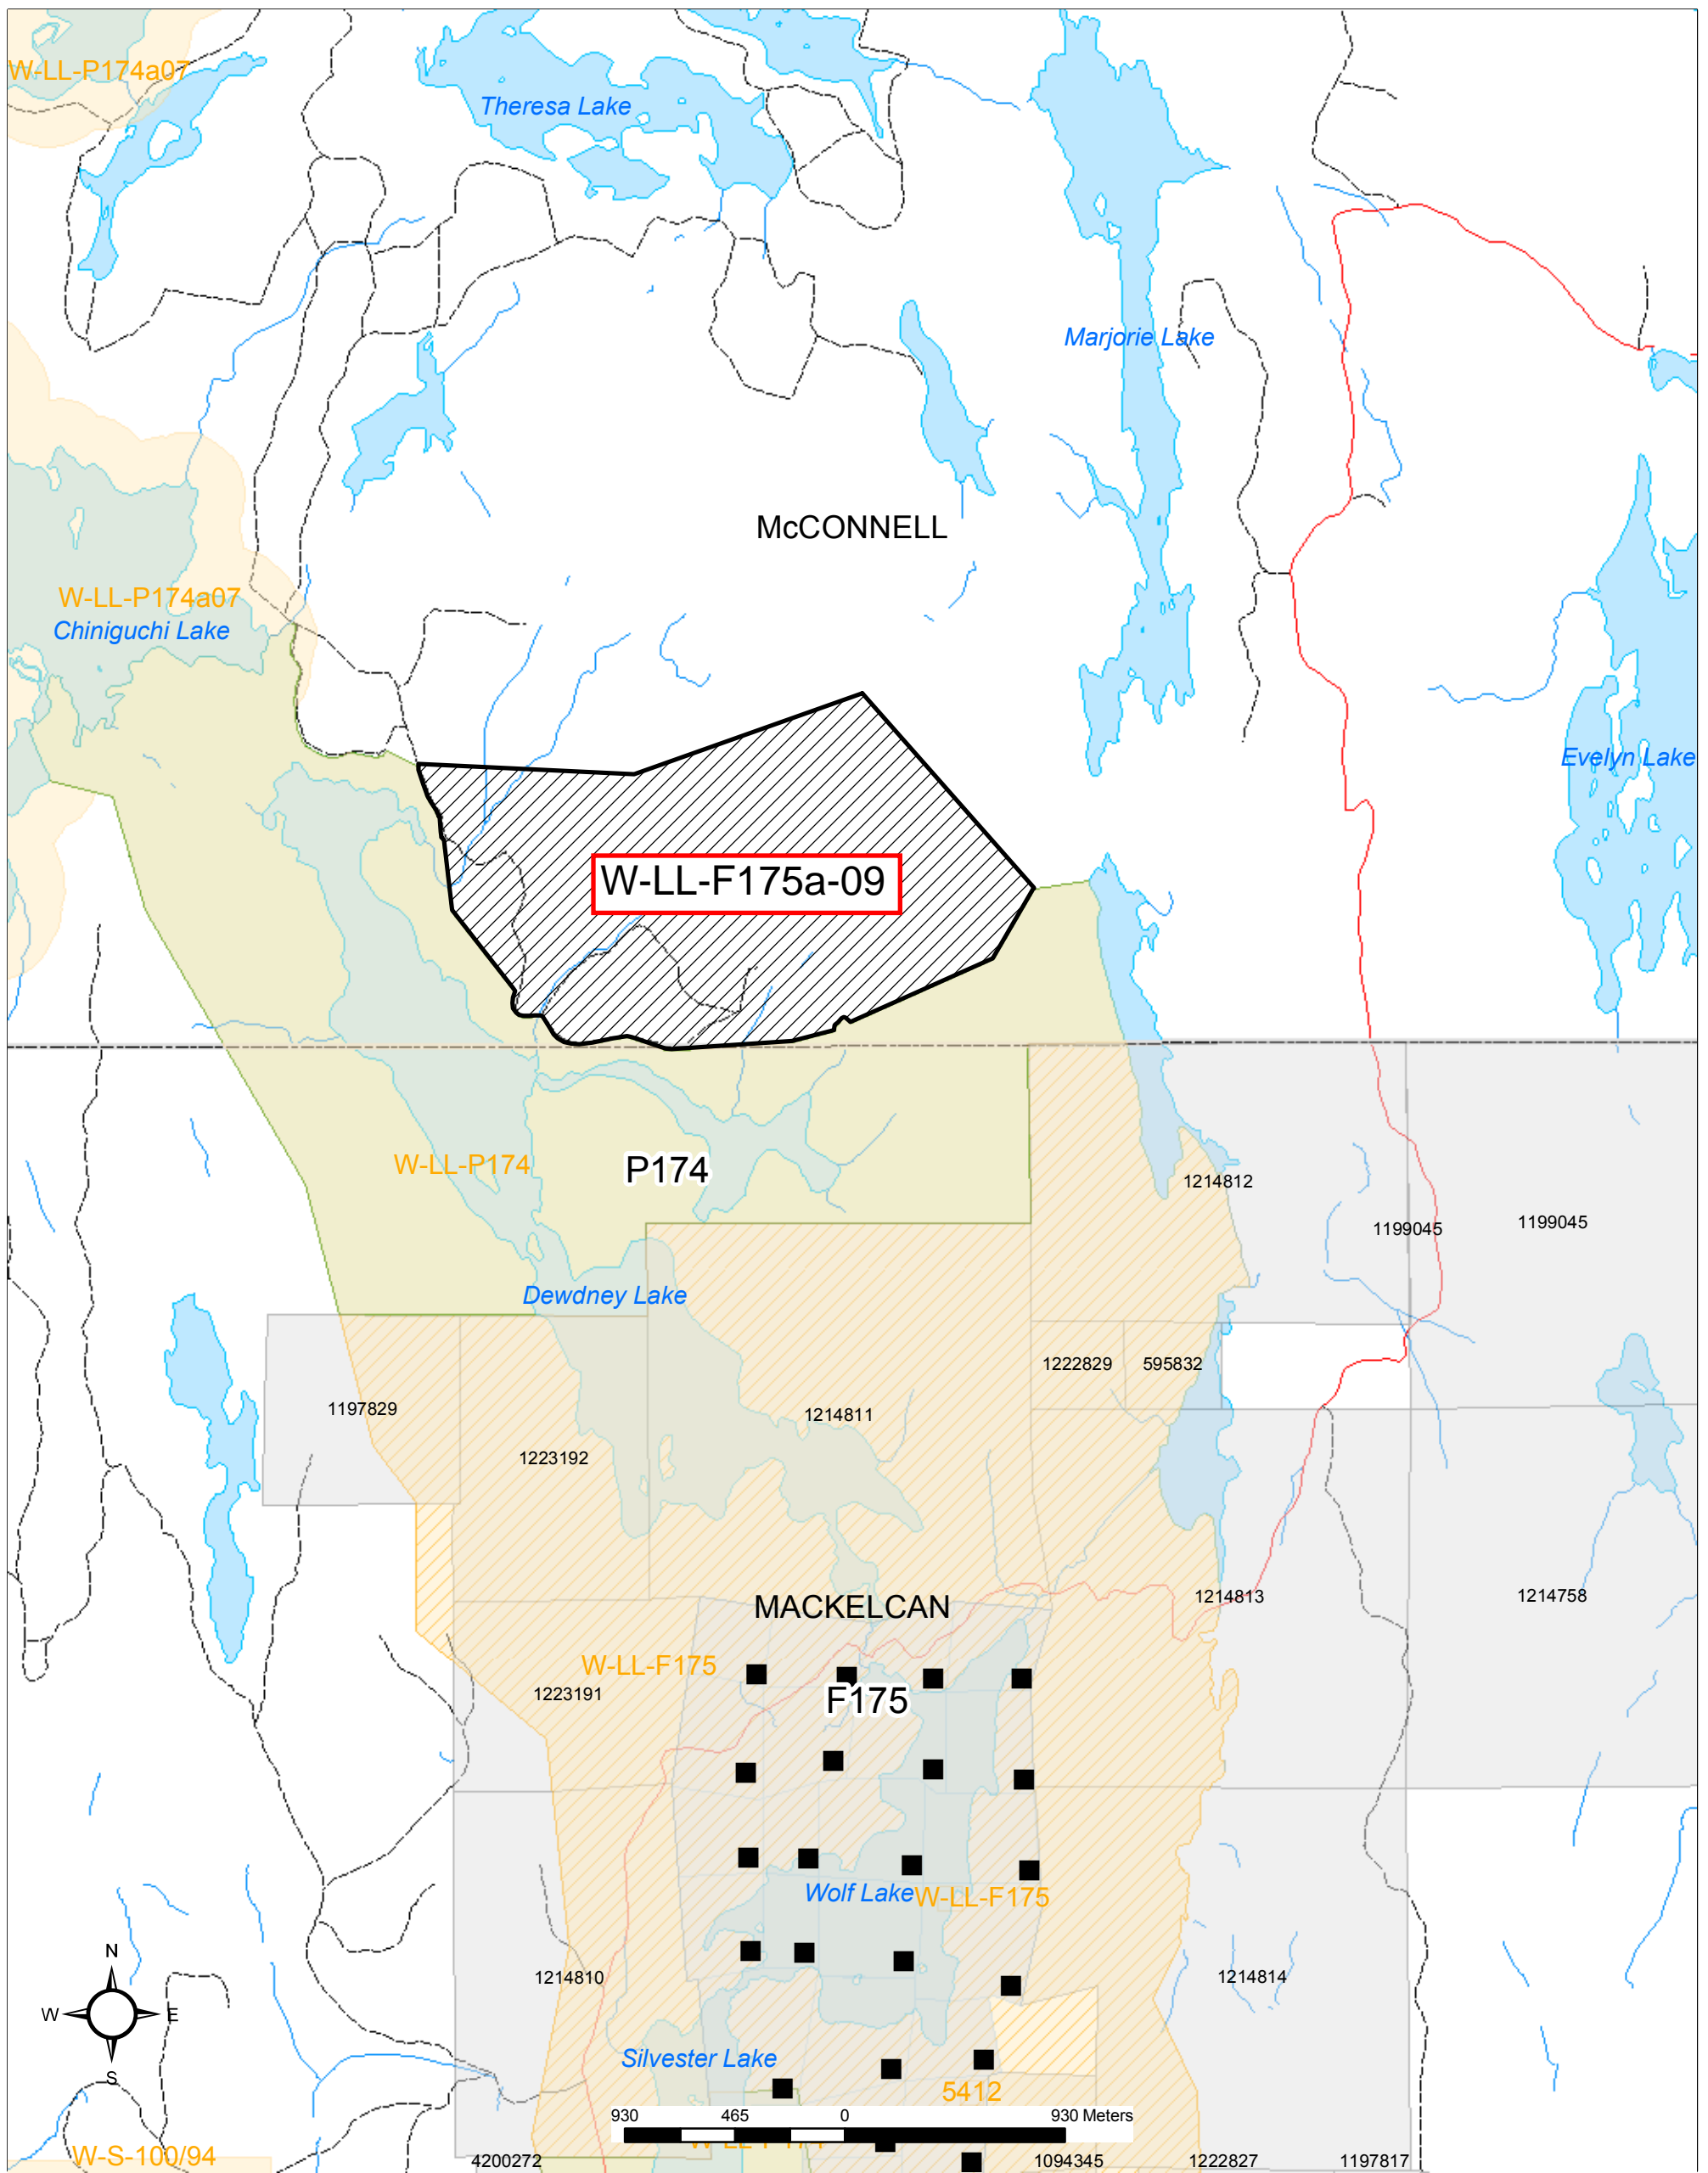 W-LL-P174a07
Theresa Lake
Marjorie Lake
McCONNELL
W-LL-P174a07
Chiniguchi Lake
Evelyn Lake
W-LL-F175a-09
W-LL-P174
P174
1214812
1199045
1199045
Dewdney Lake
1222829
595832
1197829
1214811
1223192
MACKELCAN
1214813
1214758
W-LL-F175
1223191
F175
Wolf Lake
W-LL-F175
N
W
E
S
1214810
1214814
Silvester Lake
5412
930
465
0
930 Meters
W-S-100/94
4200272
1094345
1222827
1197817